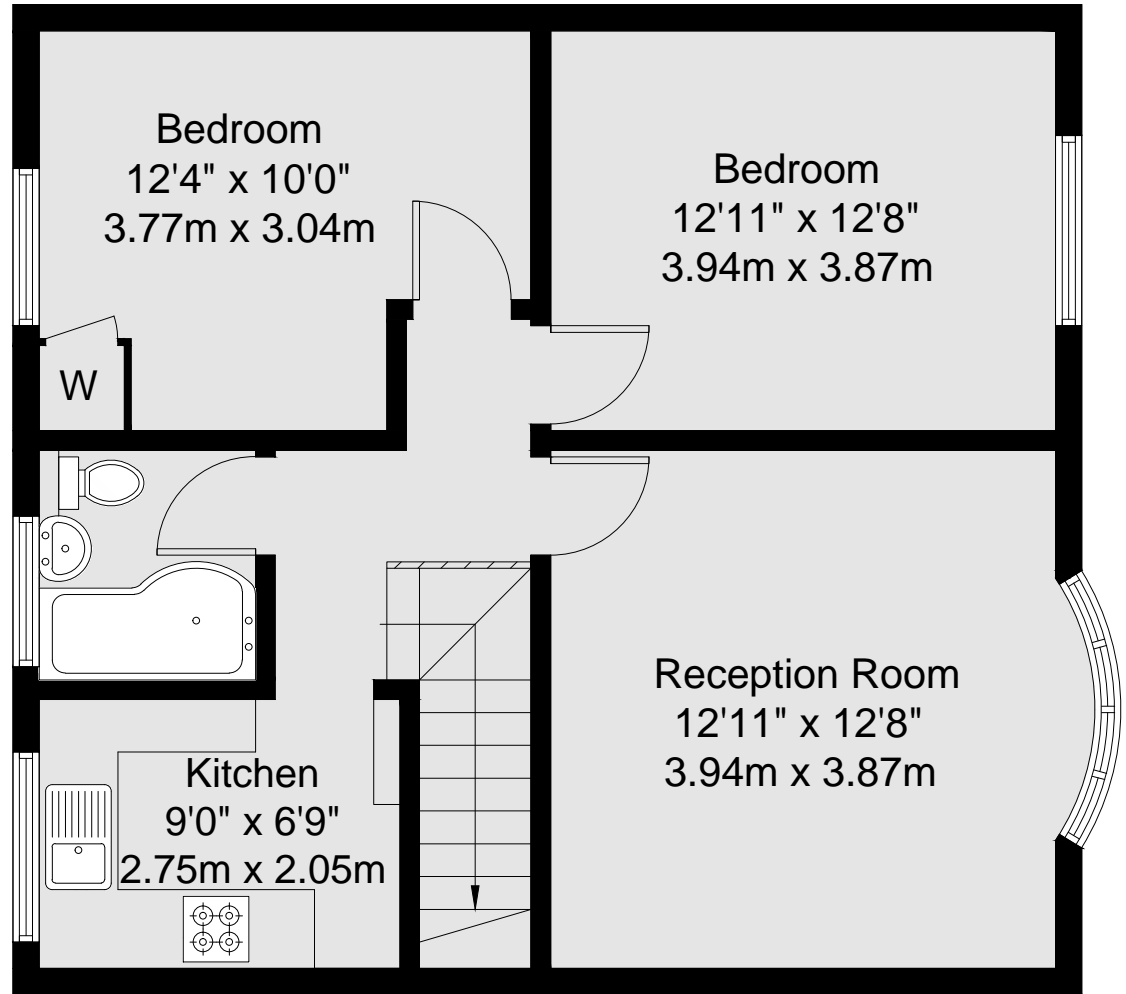 Bedroom
12'4" x 10'0"
3.77m x 3.04m
Bedroom
12'11" x 12'8"
3.94m x 3.87m
W
Reception Room
12'11" x 12'8"
3.94m x 3.87m
Kitchen
9'0" x 6'9"
2.75m x 2.05m